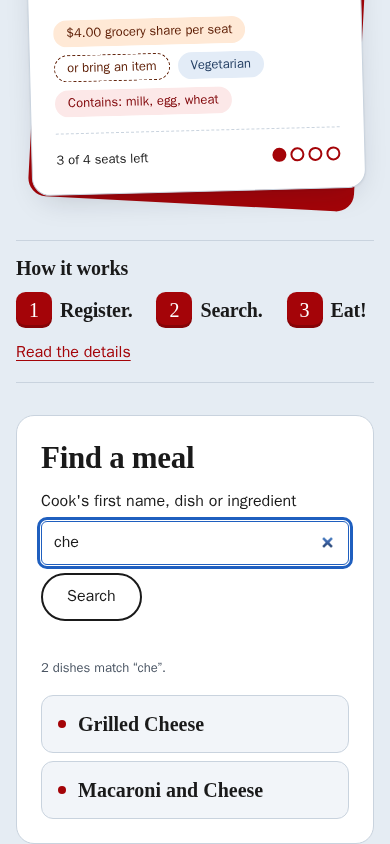 $4.00 grocery share per seat
or bring an item Vegetarian
Contains: milk, egg, wheat
3 of 4 seats left
How it works
1 Register. 2 Search. 3 Eat!
Read the details
Find a meal
Cook's first name, dish or ingredient
che
Search
2 dishes match “che”.
Grilled Cheese
Macaroni and Cheese